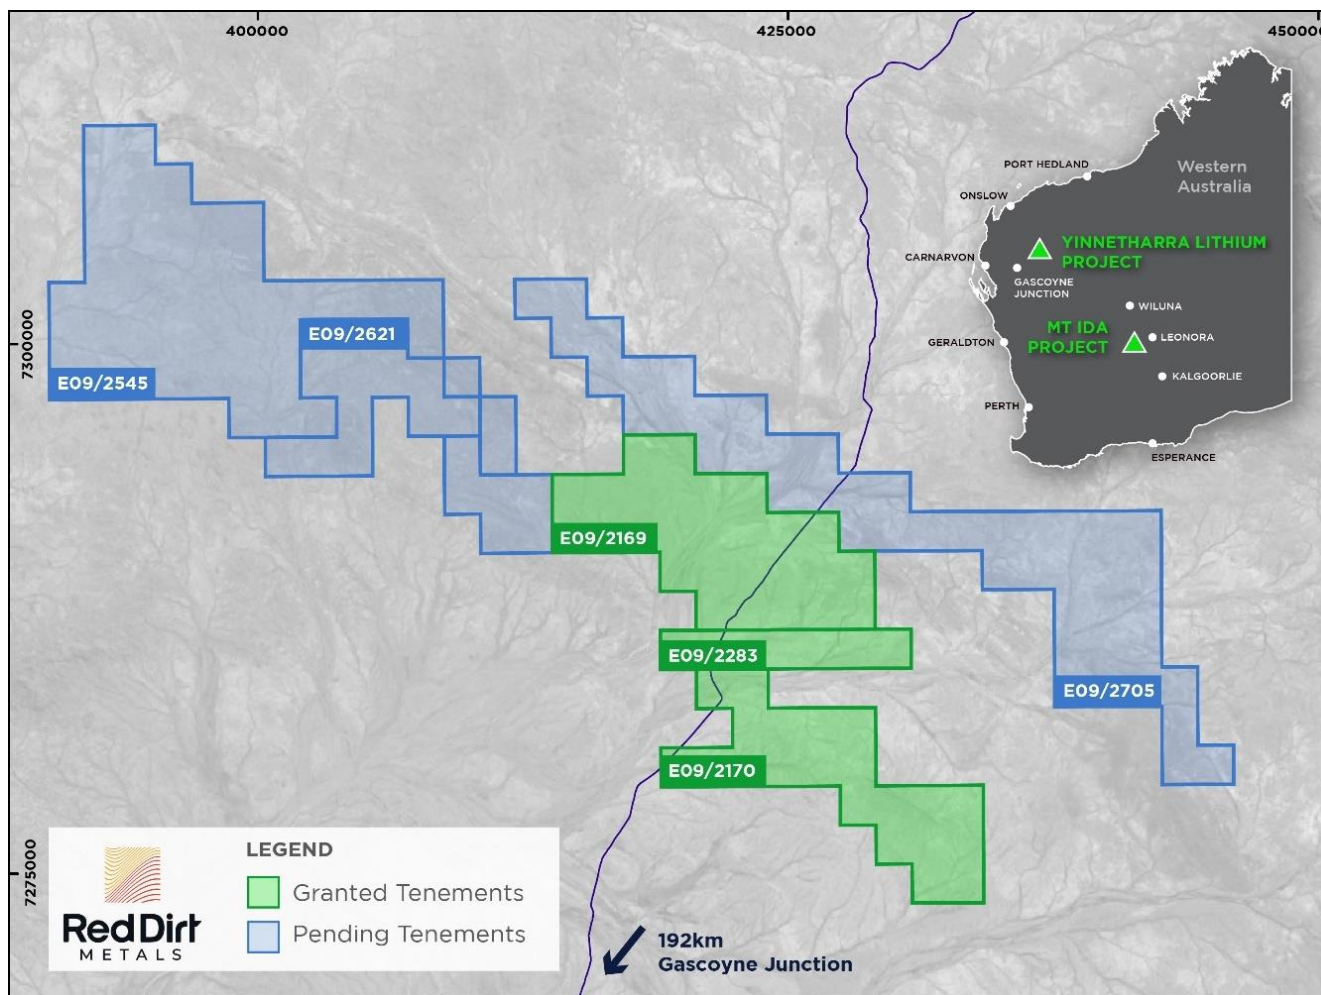 400000
425000
450000
7300000
7275000
Western
Australia
PORT HEDLAND
ONSLOW
YINNETHARRA LITHIUM
PROJECT
CARNARVON
GASCOYNE
JUNCTION
WILUNA
MT IDA
PROJECT
LEONORA
GERALDTON
KALGOORLIE
PERTH
ESPERANCE
E09/2621
E09/2545
E09/2169
E09/2283
E09/2705
E09/2170
RedDirt
METALS
LEGEND
Granted Tenements
Pending Tenements
192km
Gascoyne Junction